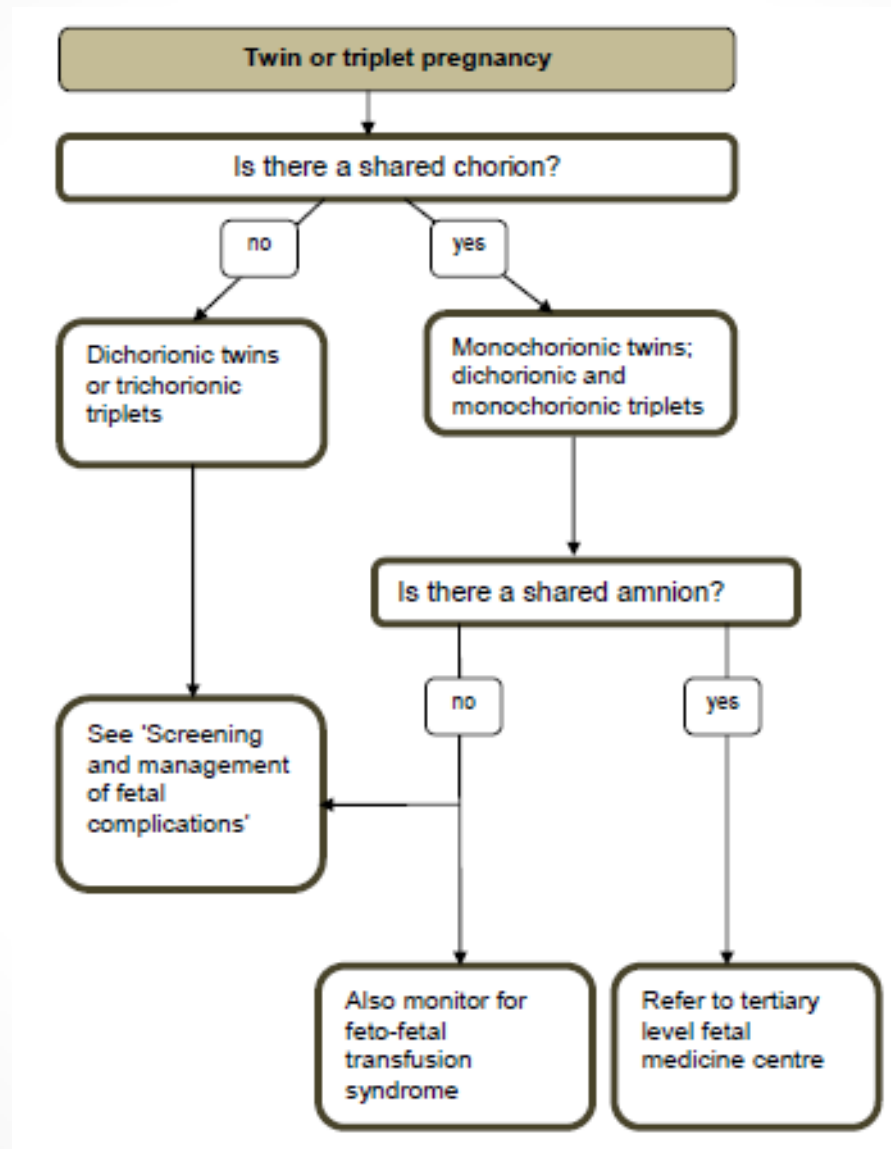 Twin or triplet pregnancy
Is there a shared chorion?
no
yes
Dichorionic twins
or trichorionic
triplets
Monochorionic twins;
dichorionic and
monochorionic triplets
Is there a shared amnion?
no
yes
See 'Screening
and management
of fetal
complications'
Also monitor for
feto-fetal
transfusion
syndrome
Refer to tertiary
level fetal
medicine centre